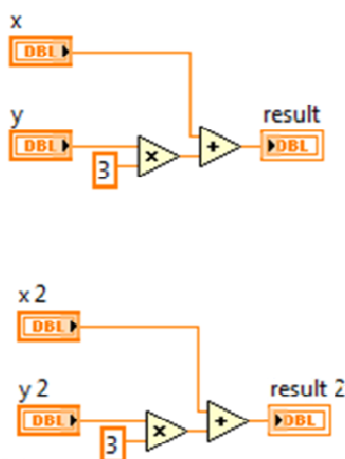 x
DBL
y
result
DBL
×
+
DBL
3
x 2
DBL
y 2
result 2
DBL
×
+
DBL
3